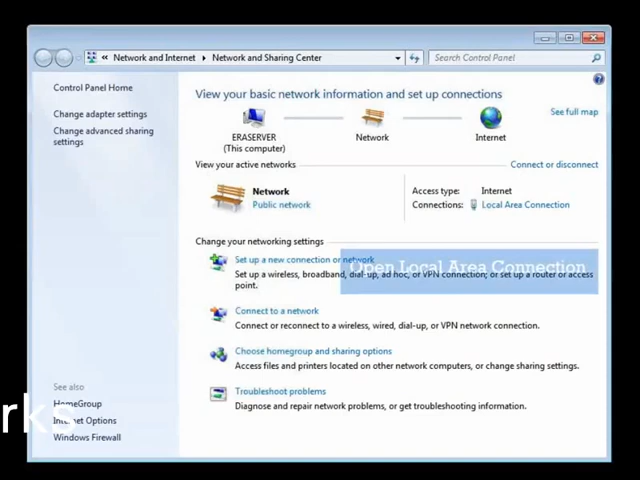 « Network and Internet ▸ Network and Sharing Center
Search Control Panel
Control Panel Home
Change adapter settings
Change advanced sharing
settings
View your basic network information and set up connections
See full map
ERASERVER
(This computer)
Network
Internet
View your active networks
Connect or disconnect
Network
Public network
Access type: Internet
Connections: Local Area Connection
Change your networking settings
Set up a new connection or network
Open Local Area Connection
Set up a wireless, broadband, dial-up, ad hoc, or VPN connection; or set up a router or access
point.
Connect to a network
Connect or reconnect to a wireless, wired, dial-up, or VPN network connection.
Choose homegroup and sharing options
Access files and printers located on other network computers, or change sharing settings.
Troubleshoot problems
Diagnose and repair network problems, or get troubleshooting information.
See also
HomeGroup
rks
Internet Options
Windows Firewall